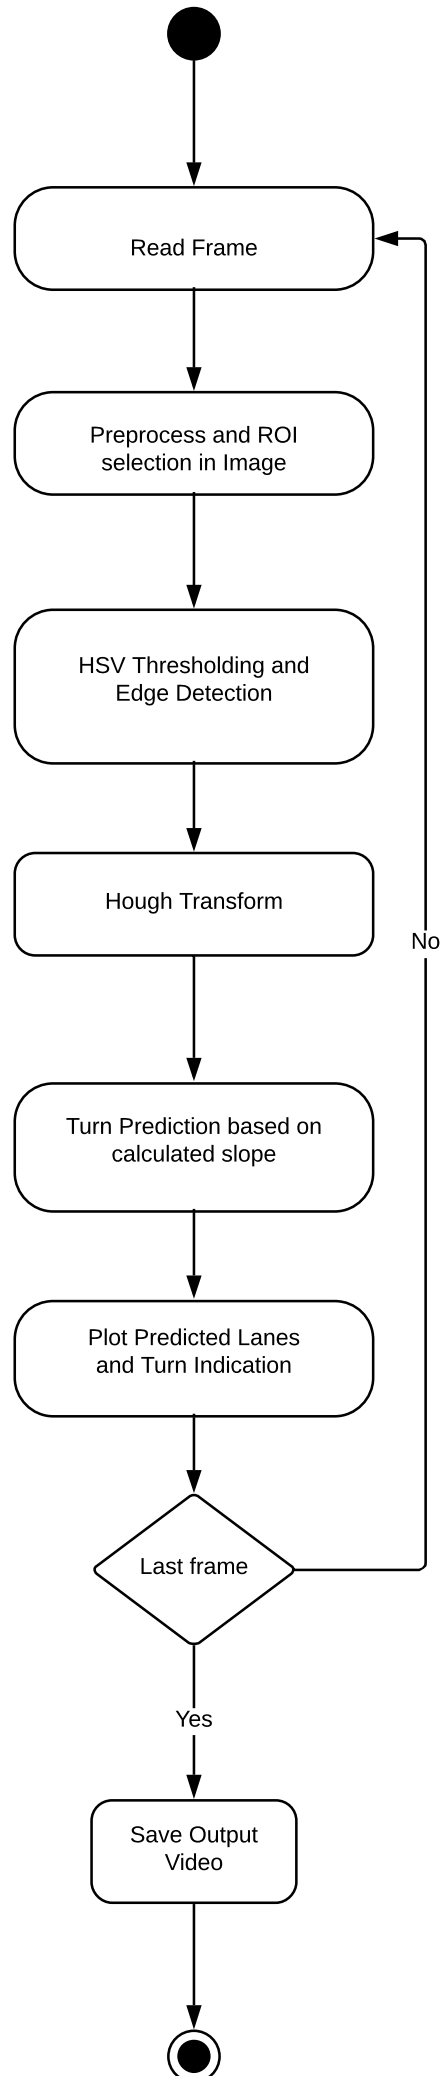 Read Frame
Preprocess and ROI
selection in Image
HSV Thresholding and
Edge Detection
Hough Transform
No
Turn Prediction based on
calculated slope
Plot Predicted Lanes
and Turn Indication
Last frame
Yes
Save Output
Video